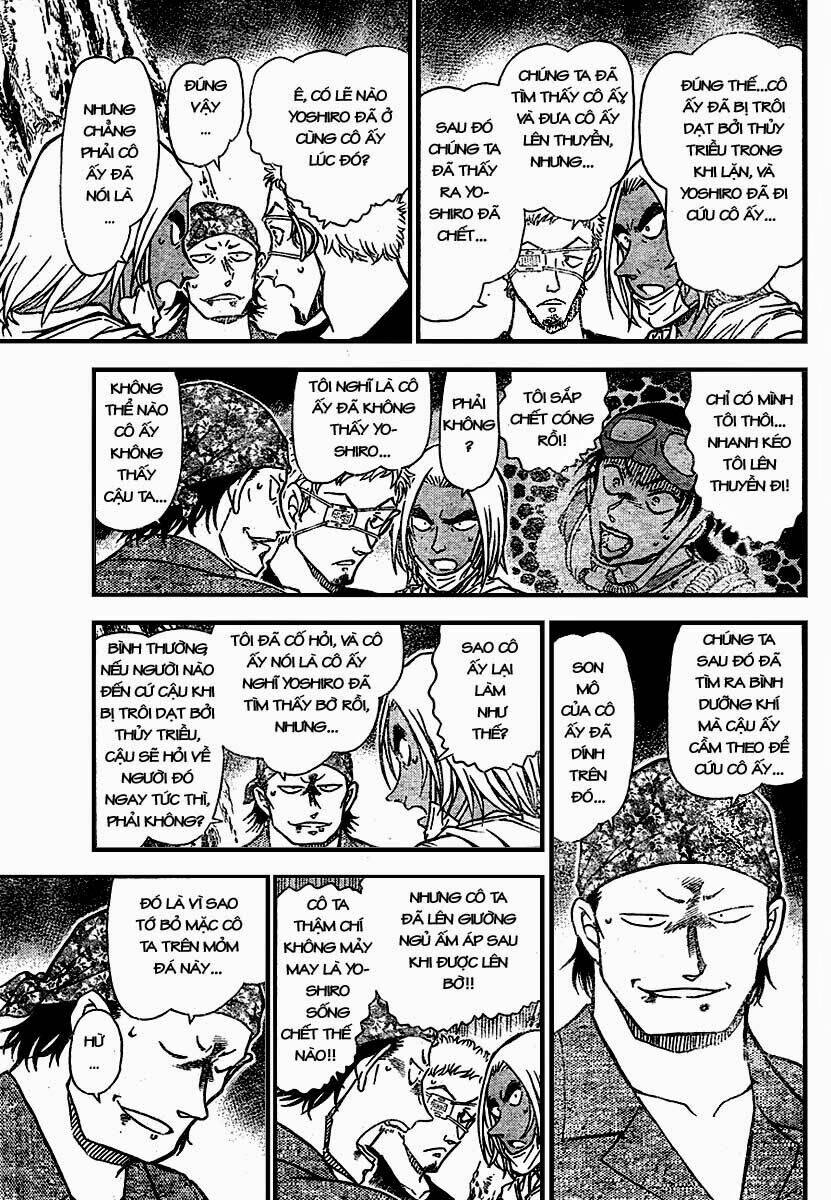 ĐÚNG THẾ...CÔ
ẤY ĐÃ BỊ TRÔI
DẠT BỞI THỦY
TRIỀU TRONG
KHI LẶN, VÀ
YOSHIRO ĐÃ ĐI
CỨU CÔ ẤY...
CHÚNG TA ĐÃ
TÌM THẤY CÔ ẤY,
VÀ ĐƯA CÔ ẤY
LÊN THUYỀN,
NHƯNG...
SAU ĐÓ
CHÚNG TA
ĐÃ THẤY
RA YO-
SHIRO ĐÃ
CHẾT...
Ê, CÓ LẼ NÀO
YOSHIRO ĐÃ Ở
CÙNG CÔ ẤY
LÚC ĐÓ?
ĐÚNG
VẬY
...
NHƯNG
CHẲNG
PHẢI CÔ
ẤY ĐÃ
NÓI LÀ
...
CHỈ CÓ MÌNH
TÔI THÔI...
NHANH KÉO
TÔI LÊN
THUYỀN ĐI!
TÔI SẮP
CHẾT CÓNG
RỒI!
PHẢI
KHÔNG
?
TÔI NGHĨ LÀ CÔ
ẤY ĐÃ KHÔNG
THẤY YO-
SHIRO...
KHÔNG
THỂ NÀO
CÔ ẤY
KHÔNG
THẤY
CẬU TA...
CHÚNG TA
SAU ĐÓ ĐÃ
TÌM RA BÌNH
DƯỠNG KHÍ
MÀ CẬU ẤY
CẦM THEO ĐỂ
CỨU CÔ ẤY...
SON
MÔ
CỦA CÔ
ẤY ĐÃ
DÍNH
TRÊN
ĐÓ...
SAO CÔ
ẤY LẠI
LÀM
NHƯ
THẾ?
TÔI ĐÃ CỐ HỎI, VÀ CÔ
ẤY NÓI LÀ CÔ ẤY
NGHĨ YOSHIRO ĐÃ
TÌM THẤY BỜ RỒI,
NHƯNG...
BÌNH THƯỜNG,
NẾU NGƯỜI NÀO
ĐẾN CỨ CẬU KHI
BỊ TRÔI DẠT BỞI
THỦY TRIỀU,
CẬU SẼ HỎI VỀ
NGƯỜI ĐÓ
NGAY TỨC THÌ,
PHẢI KHÔNG?
NHƯNG CÔ TA
ĐÃ LÊN GIƯỜNG
NGỦ ẤM ÁP SAU
KHI ĐƯỢC LÊN
BỜ!!
CÔ TA
THẬM CHÍ
KHÔNG MẢY
MAY LÀ YO-
SHIRO
SỐNG
CHẾT THẾ
NÀO!!
ĐÓ LÀ VÌ SAO
TỚ BỎ MẶC CÔ
TA TRÊN MỎM
ĐÁ NÀY...
HỪ
...